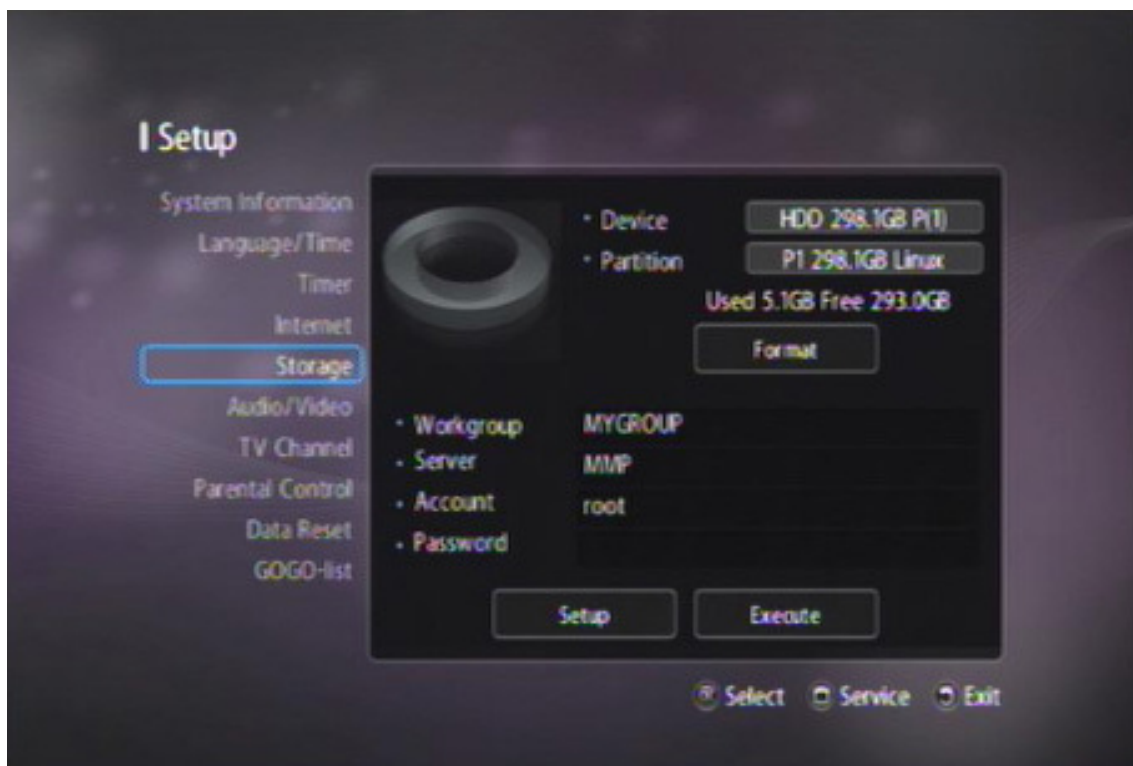 Setup
System Information
Language/Time
Timer
Internet
Storage
Audio/Video
TV Channel
Parental Control
Data Reset
GOGO-list
Device HDD 298.1GB P(1)
Partition P1 298.1GB Linux
Used 5.1GB Free 293.0GB
Format
Workgroup MYGROUP
Server MMP
Account root
Password
Setup Execute
Select Service Exit